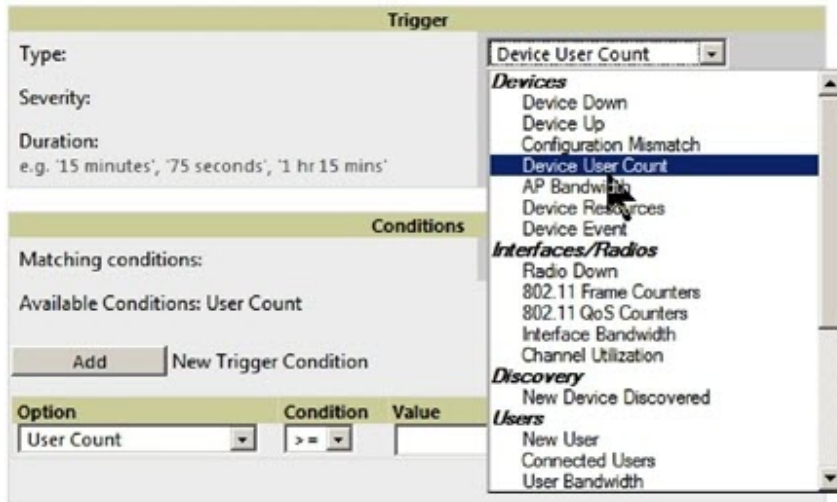 Trigger
Type:
Device User Count
Severity:
Duration:
e.g. '15 minutes', '75 seconds', '1 hr 15 mins'
Devices
Device Down
Device Up
Configuration Mismatch
Device User Count
AP Bandwidth
Device Resources
Device Event
Interfaces/Radios
Radio Down
802.11 Frame Counters
802.11 QoS Counters
Interface Bandwidth
Channel Utilization
Discovery
New Device Discovered
Users
New User
Connected Users
User Bandwidth
Conditions
Matching conditions:
Available Conditions: User Count
Add New Trigger Condition
Option Condition Value
User Count >=